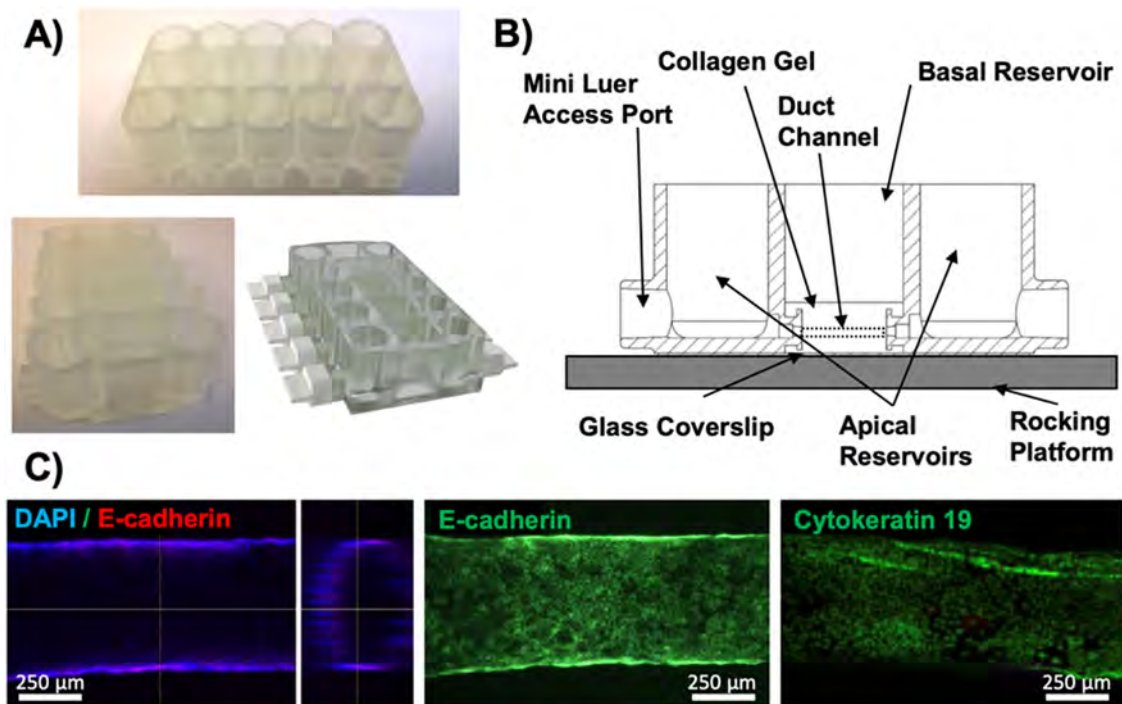 A)
B)
Mini Luer
Access Port
Collagen Gel
Duct
Channel
Basal Reservoir
Glass Coverslip
Apical
Reservoirs
Rocking
Platform
C)
DAPI / E-cadherin
E-cadherin
Cytokeratin 19
250 µm
250 µm
250 µm